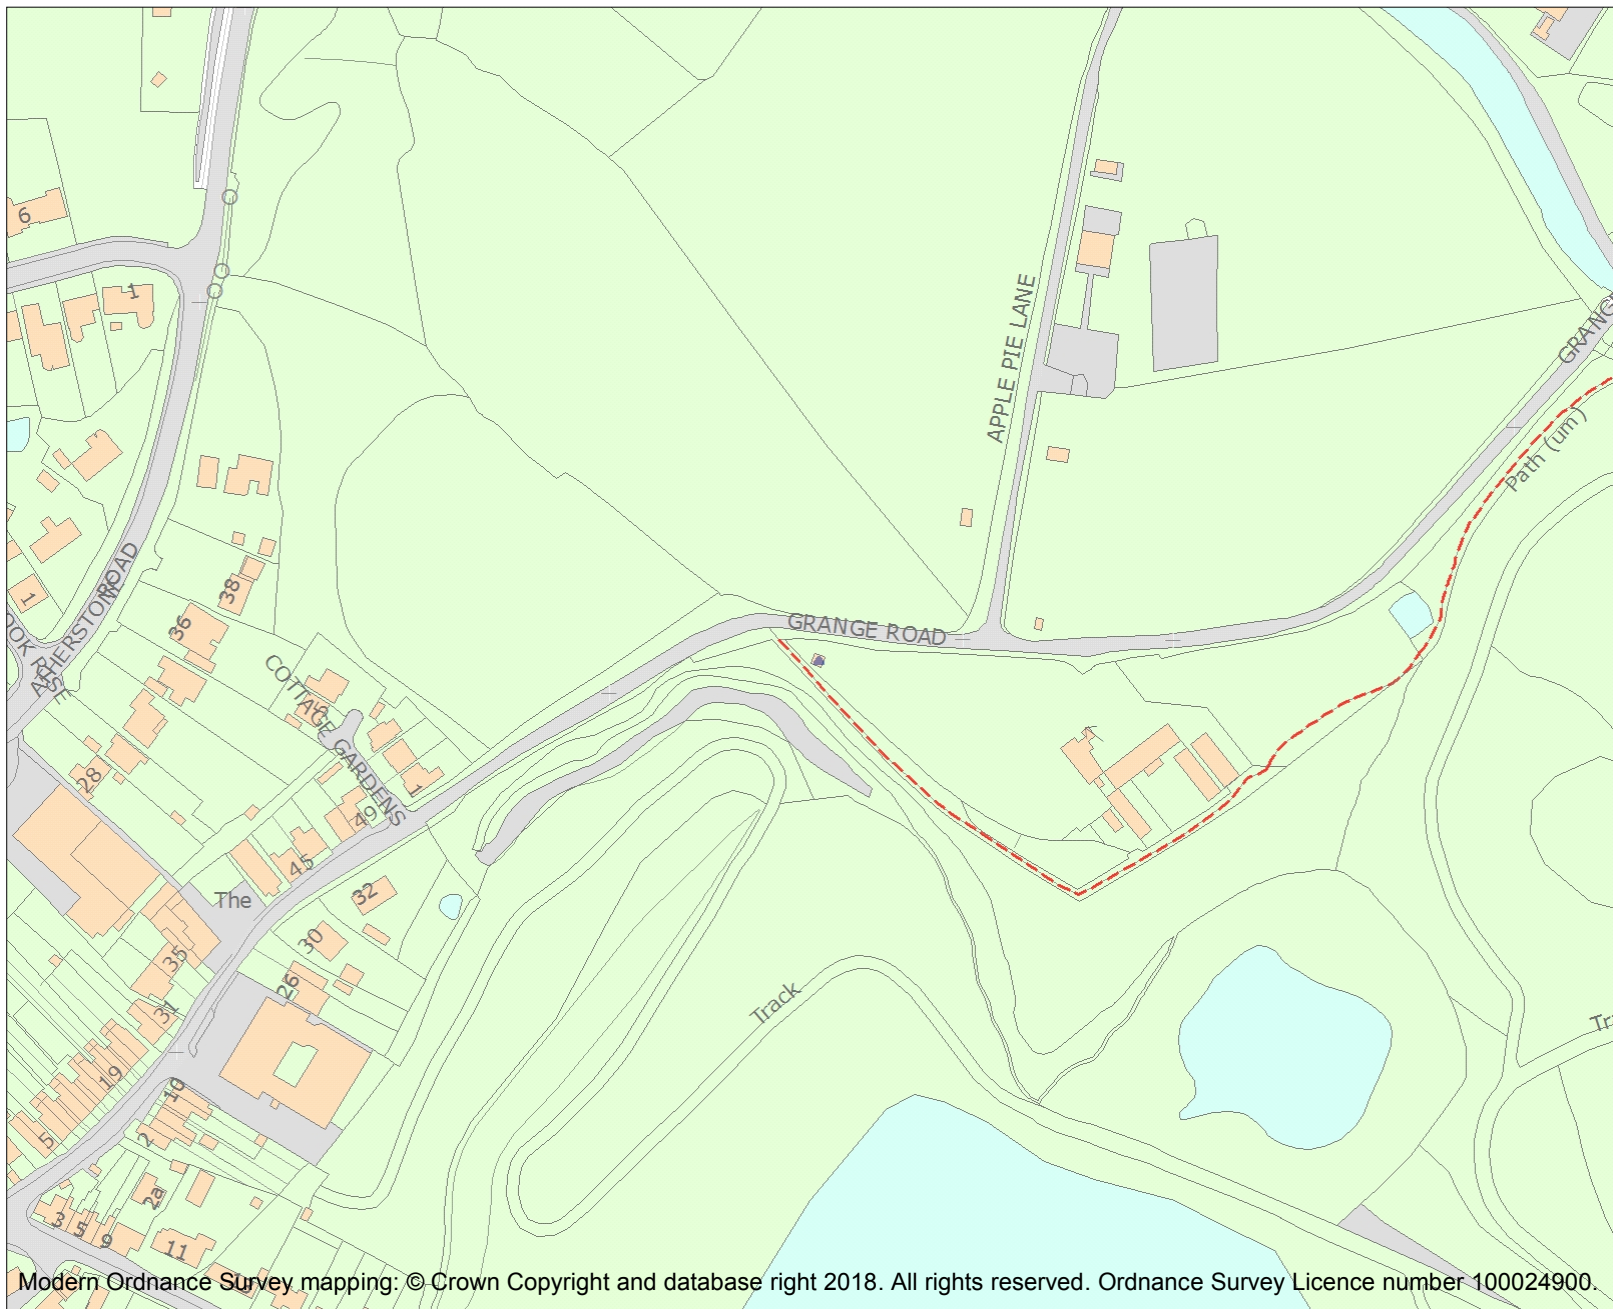 6
1
APPLE PIE LANE
GRANGE
Path (um)
ATHERSTONE ROAD
1
38
36
GRANGE ROAD
COTTAGE GARDENS
5
28
1
49
45
32
The
30
35
26
31
Track
19
10
5
2
2a
3
5
9
11
Modern Ordnance Survey mapping: © Crown Copyright and database right 2018. All rights reserved. Ordnance Survey Licence number 100024900.